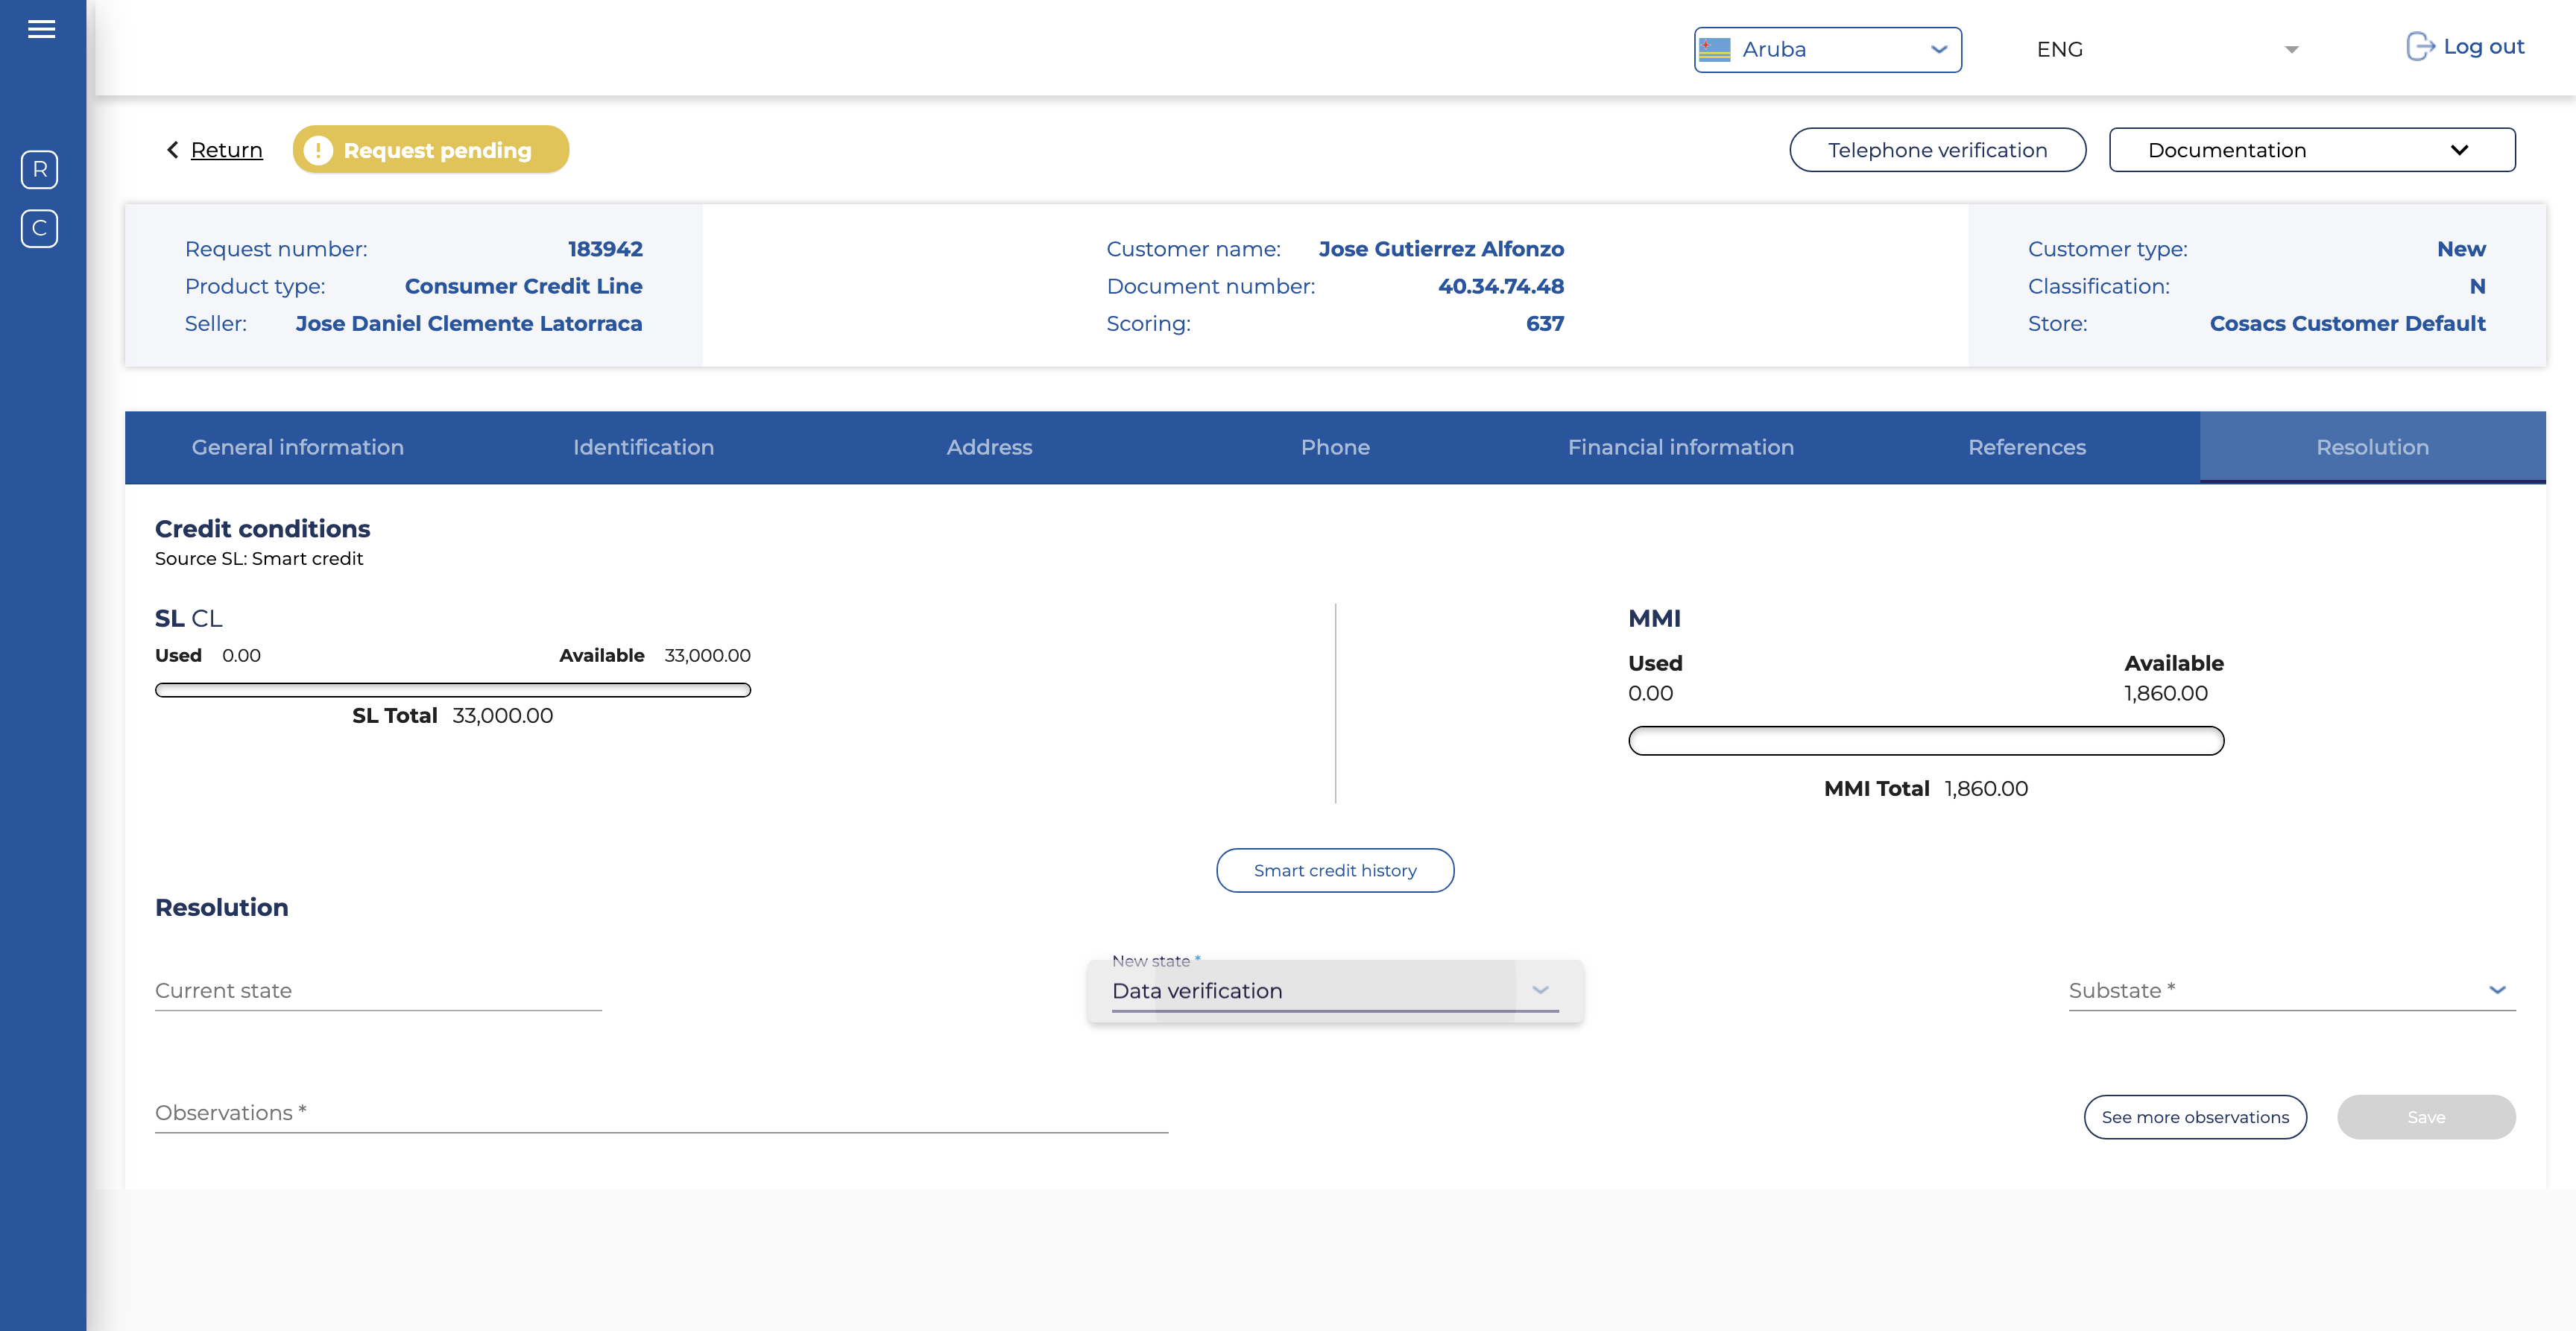 Aruba
ENG
Log out
R
C
Return
! Request pending
Telephone verification
Documentation
Request number: 183942
Product type: Consumer Credit Line
Seller: Jose Daniel Clemente Latorraca
Customer name: Jose Gutierrez Alfonzo
Document number: 40.34.74.48
Scoring: 637
Customer type: New
Classification: N
Store: Cosacs Customer Default
General information Identification Address Phone Financial information References Resolution
Credit conditions
Source SL: Smart credit
SL CL
Used 0.00 Available 33,000.00
SL Total 33,000.00
MMI
Used Available
0.00 1,860.00
MMI Total 1,860.00
Smart credit history
Resolution
New state *
Current state
Data verification
Substate *
Observations *
See more observations
Save